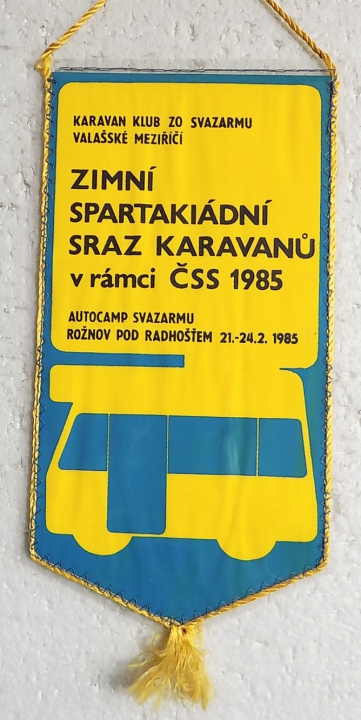 KARAVAN KLUB ZO SVAZARMU
VALAŠSKÉ MEZIŘÍČÍ
ZIMNÍ
SPARTAKIÁDNÍ
SRAZ KARAVANŮ
v rámci ČSS 1985
AUTOCAMP SVAZARMU
ROŽNOV POD RADHOŠTEM 21.-24.2. 1985